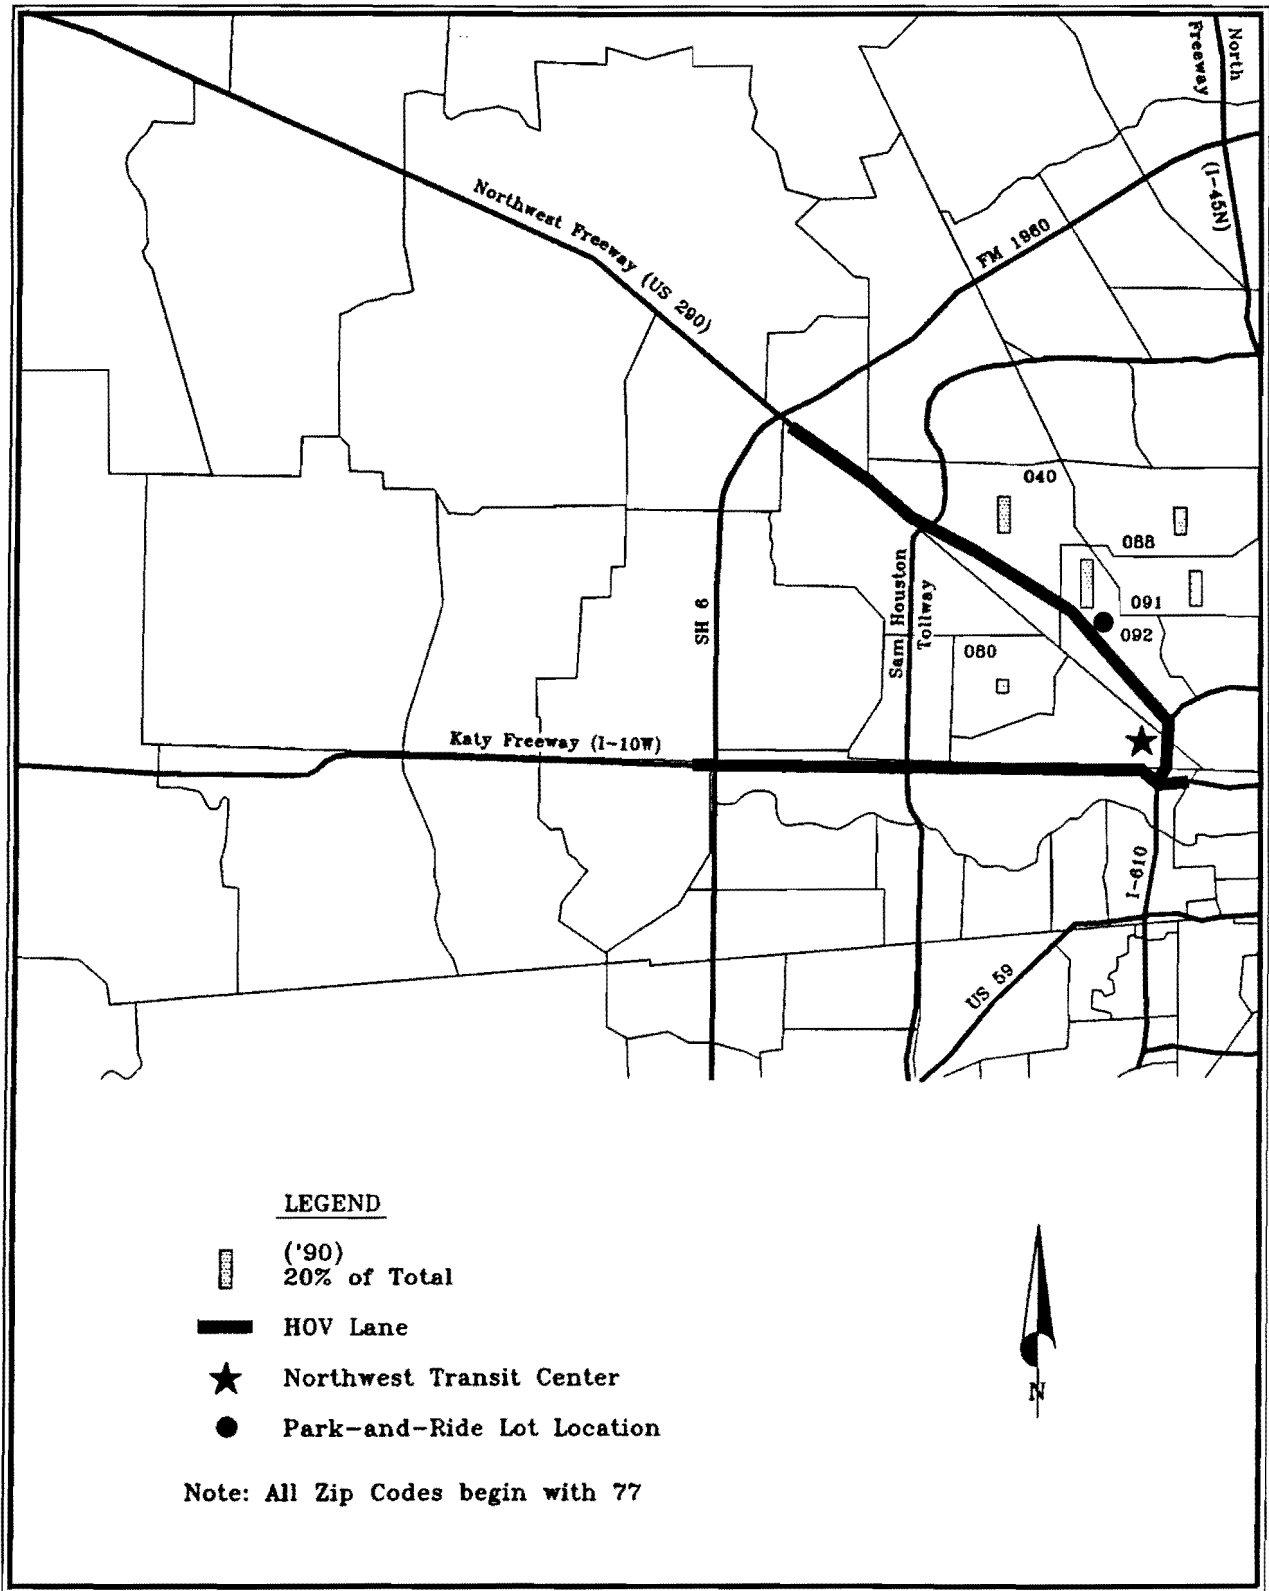 North
Freeway
(I-45N)
Northwest Freeway (US 290)
FM 1960
040
088
SH 6
Sam Houston
Tollway
091
092
080
Katy Freeway (I-10W)
I-610
US 59
LEGEND
('90)
20% of Total
HOV Lane
Northwest Transit Center
Park-and-Ride Lot Location
N
Note: All Zip Codes begin with 77